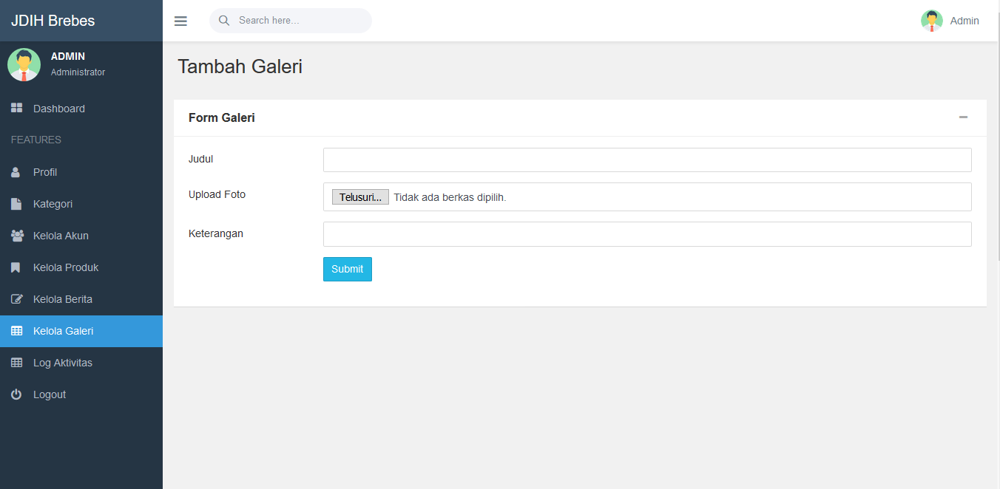 JDIH Brebes
Search here...
Admin
ADMIN
Administrator
Dashboard
FEATURES
Profil
Kategori
Kelola Akun
Kelola Produk
Kelola Berita
Kelola Galeri
Log Aktivitas
Logout
Tambah Galeri
Form Galeri
Judul
Upload Foto
Telusuri... Tidak ada berkas dipilih.
Keterangan
Submit